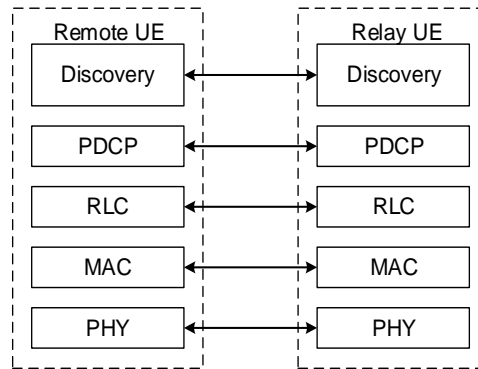 Remote UE
Discovery
PDCP
RLC
MAC
PHY
Relay UE
Discovery
PDCP
RLC
MAC
PHY